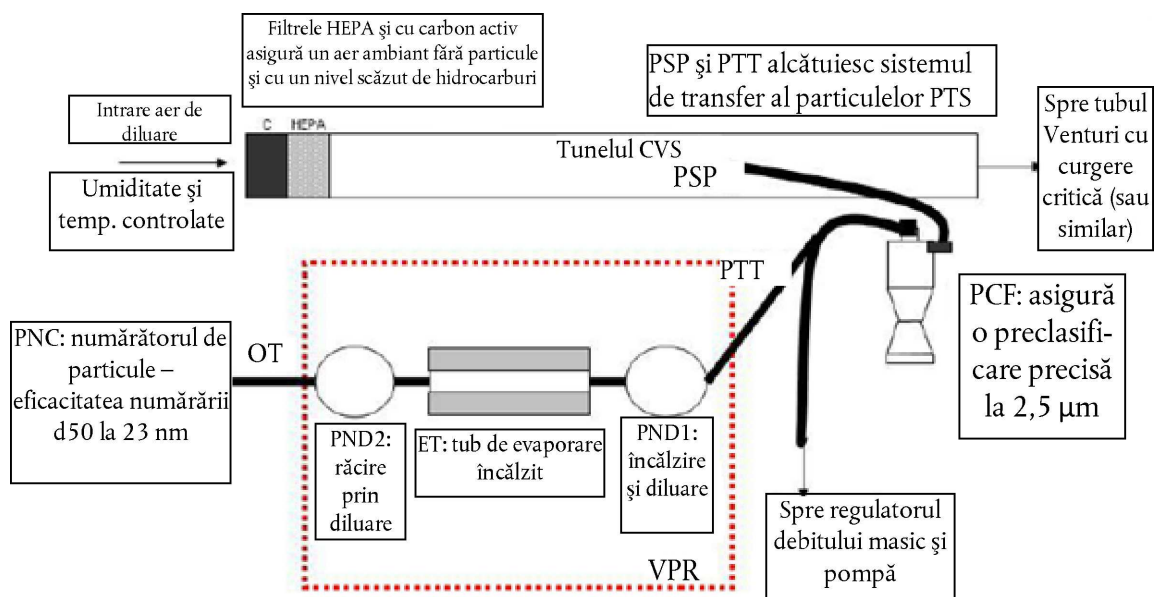 Filtrele HEPA şi cu carbon activ
asigură un aer ambiant fără particule
şi cu un nivel scăzut de hidrocarburi
PSP şi PTT alcătuiesc sistemul
de transfer al particulelor PTS
Intrare aer de
diluare
Umiditate şi
temp. controlate
C
HEPA
Tunelul CVS
PSP
Spre tubul
Venturi cu
curgere
critică (sau
similar)
PTT
PCF: asigură
o preclasifi-
care precisă
la 2,5 μm
PNC: numărătorul de
particule –
eficacitatea numărării
d50 la 23 nm
OT
PND2:
răcire
prin
diluare
ET: tub de evaporare
încălzit
PND1:
încălzire
şi diluare
VPR
Spre regulatorul
debitului masic şi
pompă